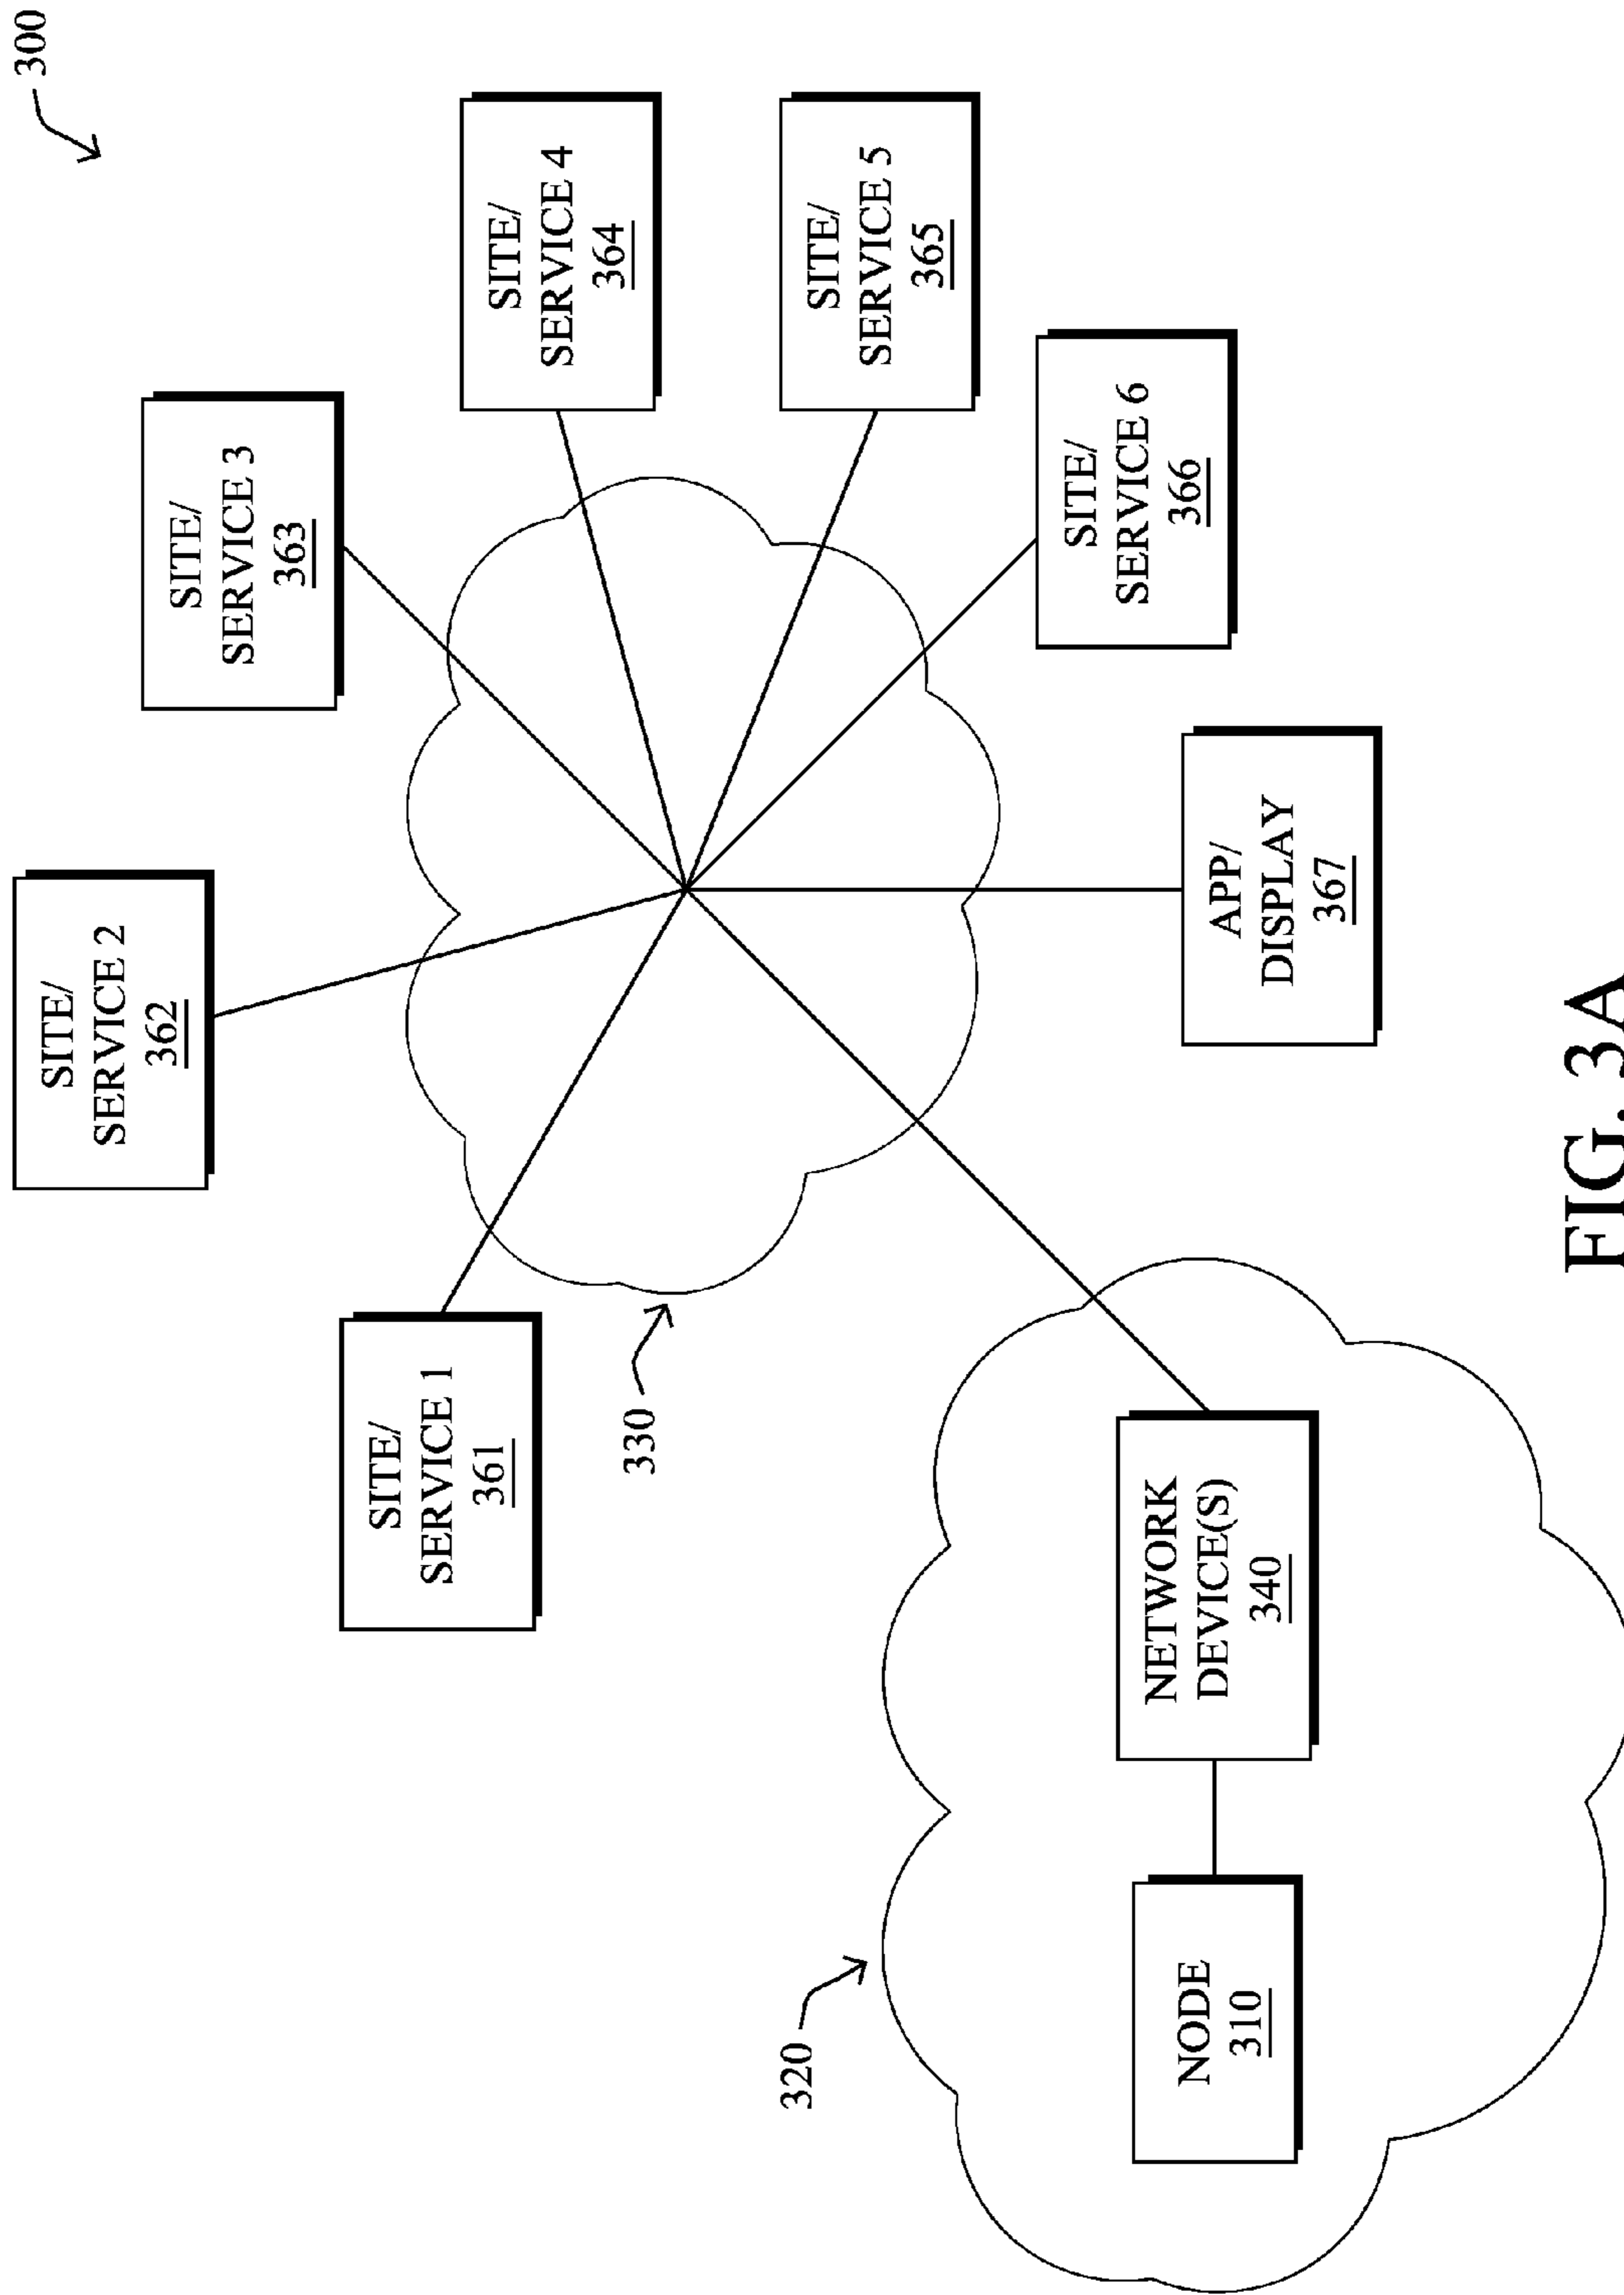 300
SITE/
SERVICE 2
362
SITE/
SERVICE 3
363
SITE/
SERVICE 1
361
SITE/
SERVICE 4
364
330
SITE/
SERVICE 5
365
320
SITE/
SERVICE 6
366
NODE
310
NETWORK
DEVICE(S)
340
APP/
DISPLAY
367
FIG. 3A